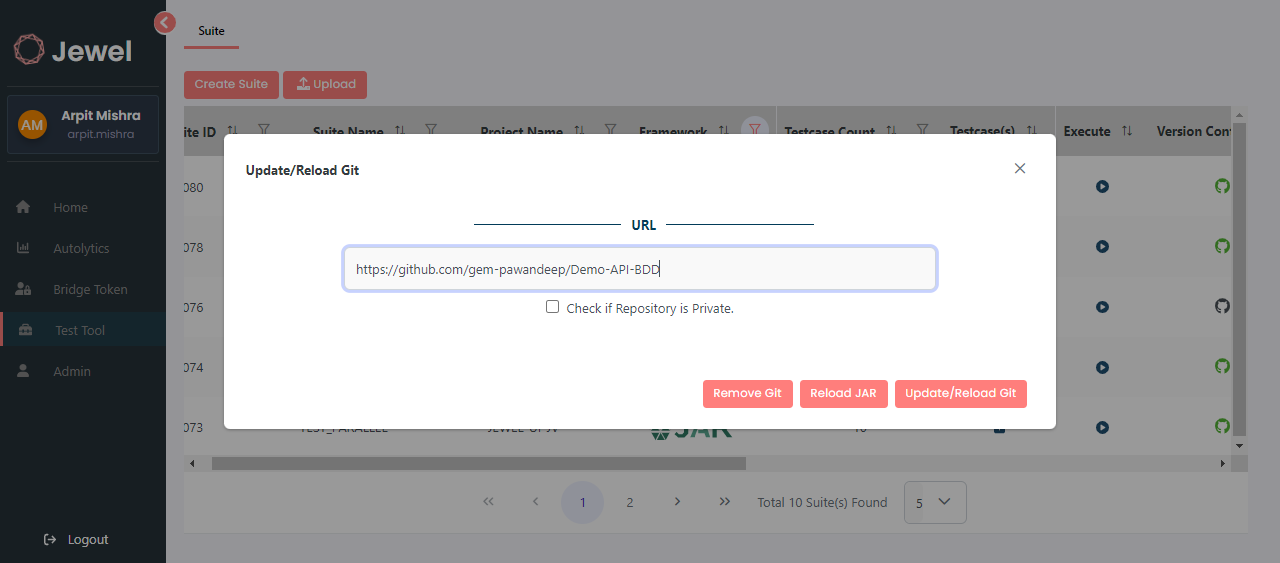 Jewel
Arpit Mishra
AM
arpit.mishra
Home
Autolytics
Bridge Token
Test Tool
Admin
Logout
Suite
Create Suite
Upload
ite ID
Suite Name
Project Name
Framework
Testcase Count
Testcase(s)
Execute
Version Cont
080
078
076
074
073
TEST_PARALLEL
JEWEL-UPJV
JAR
10
Update/Reload Git
URL
https://github.com/gem-pawandeep/Demo-API-BDD
Check if Repository is Private.
Remove Git
Reload JAR
Update/Reload Git
1
2
Total 10 Suite(s) Found
5